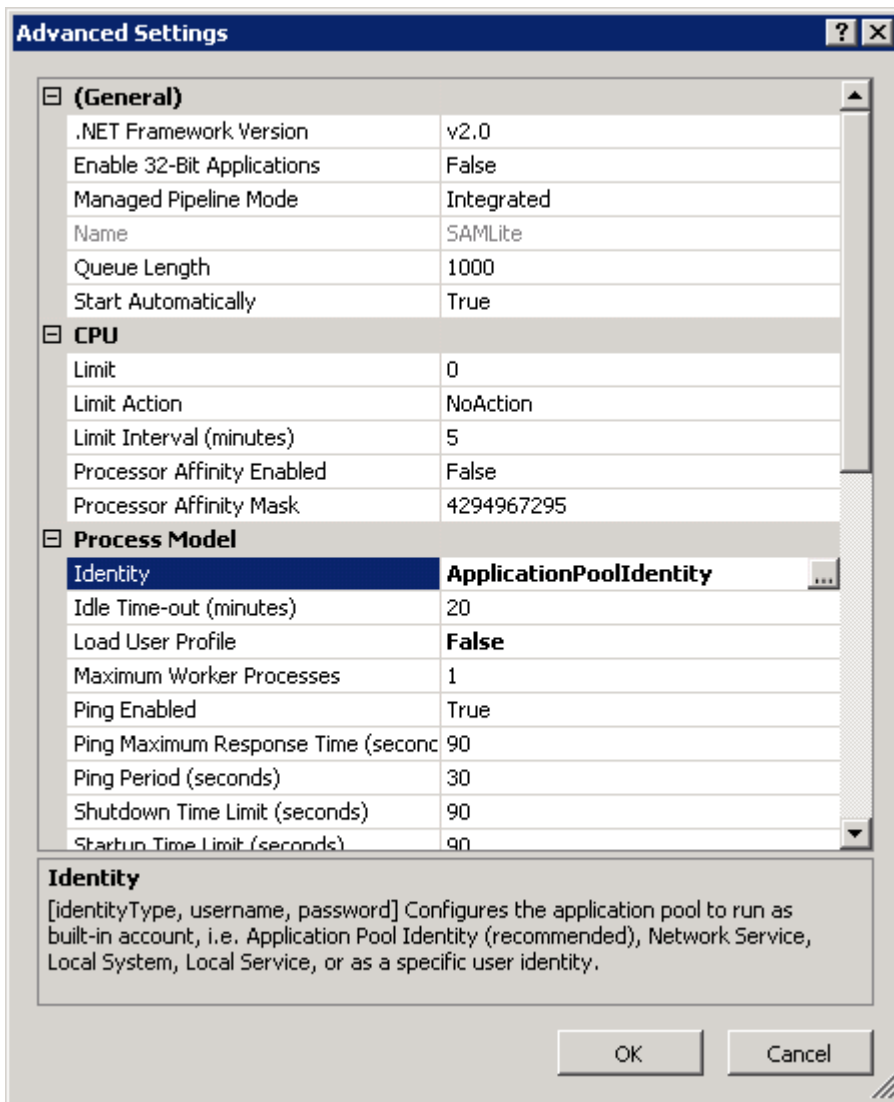 Advanced Settings
(General)
.NET Framework Version v2.0
Enable 32-Bit Applications False
Managed Pipeline Mode Integrated
Name SAMLite
Queue Length 1000
Start Automatically True
CPU
Limit 0
Limit Action NoAction
Limit Interval (minutes) 5
Processor Affinity Enabled False
Processor Affinity Mask 4294967295
Process Model
Identity ApplicationPoolIdentity ...
Idle Time-out (minutes) 20
Load User Profile False
Maximum Worker Processes 1
Ping Enabled True
Ping Maximum Response Time (second 90
Ping Period (seconds) 30
Shutdown Time Limit (seconds) 90
Startup Time Limit (seconds) 90
Identity
[identityType, username, password] Configures the application pool to run as
built-in account, i.e. Application Pool Identity (recommended), Network Service,
Local System, Local Service, or as a specific user identity.
OK Cancel